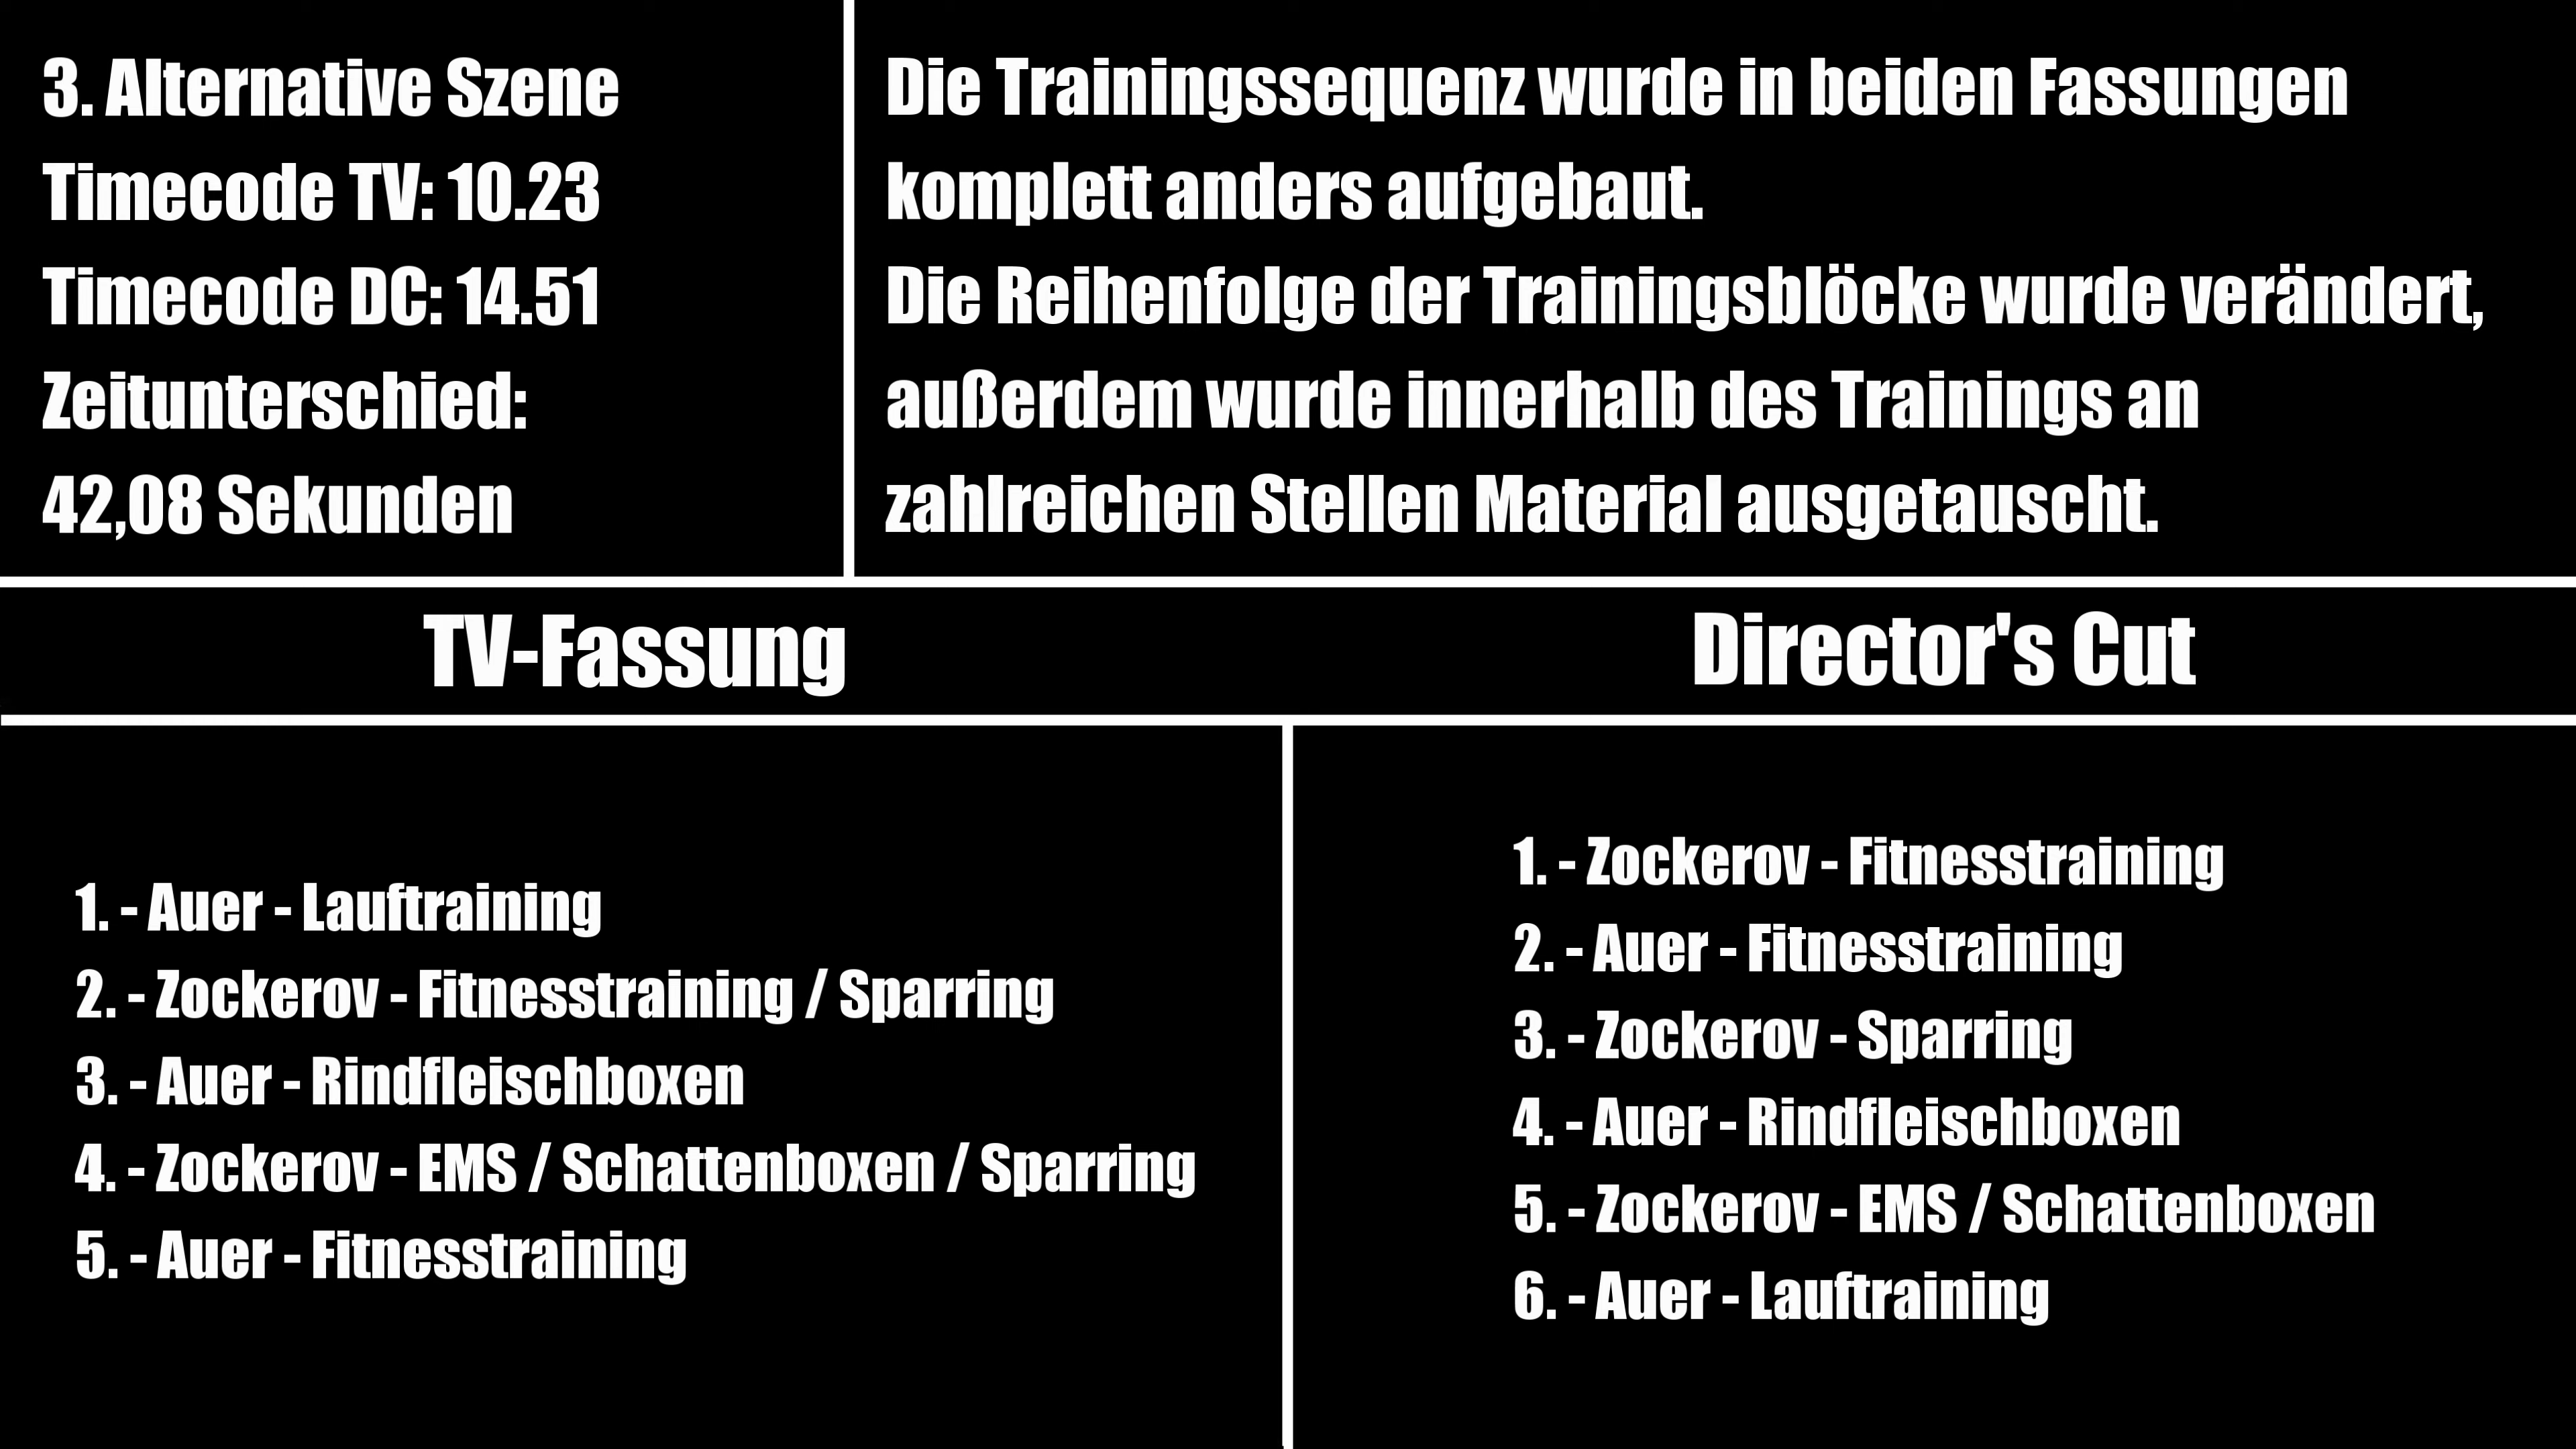 3. Alternative Szene
Timecode TV: 10.23
Timecode DC: 14.51
Zeitunterschied:
42,08 Sekunden
Die Trainingssequenz wurde in beiden Fassungen
komplett anders aufgebaut.
Die Reihenfolge der Trainingsblöcke wurde verändert,
außerdem wurde innerhalb des Trainings an
zahlreichen Stellen Material ausgetauscht.
TV-Fassung
Director's Cut
1. - Auer - Lauftraining
2. - Zockerov - Fitnesstraining / Sparring
3. - Auer - Rindfleischboxen
4. - Zockerov - EMS / Schattenboxen / Sparring
5. - Auer - Fitnesstraining
1. - Zockerov - Fitnesstraining
2. - Auer - Fitnesstraining
3. - Zockerov - Sparring
4. - Auer - Rindfleischboxen
5. - Zockerov - EMS / Schattenboxen
6. - Auer - Lauftraining